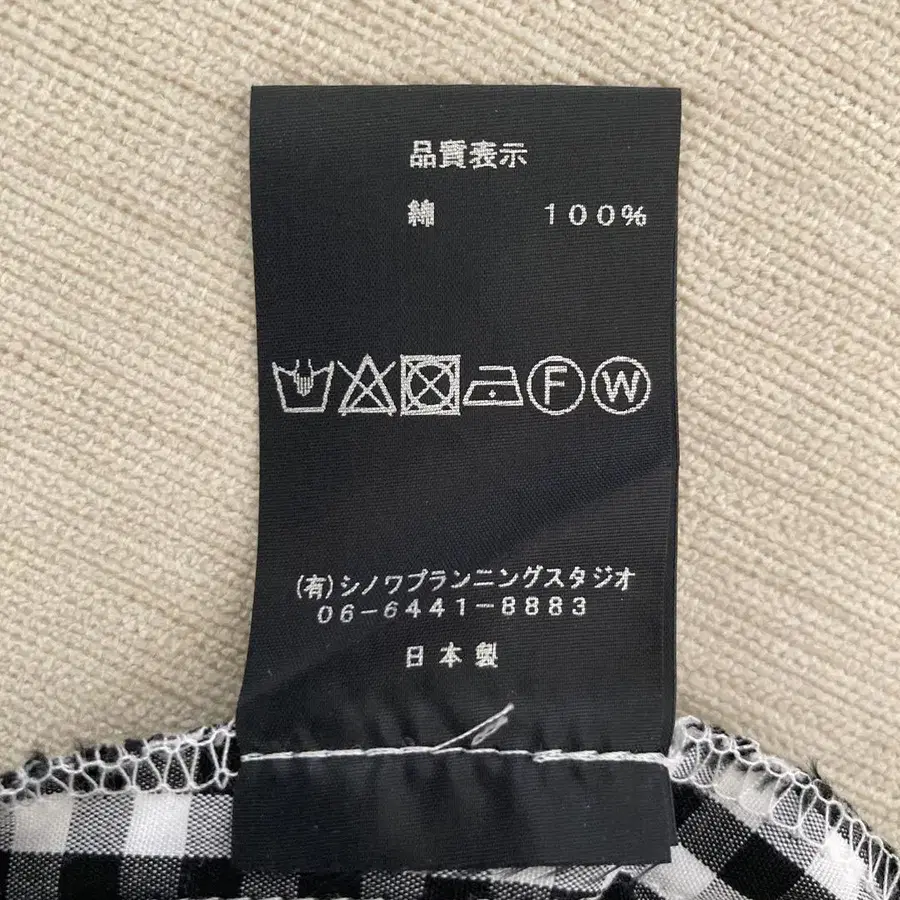 品質表示
綿 100%
F W
(有)シノワプランニングスタジオ
06-6441-8883
日本製